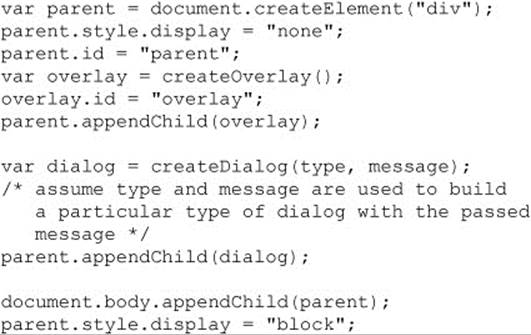 var parent = document.createElement("div");
parent.style.display = "none";
parent.id = "parent";
var overlay = createOverlay();
overlay.id = "overlay";
parent.appendChild(overlay);
var dialog = createDialog(type, message);
/* assume type and message are used to build
a particular type of dialog with the passed
message */
parent.appendChild(dialog);
document.body.appendChild(parent);
parent.style.display = "block";